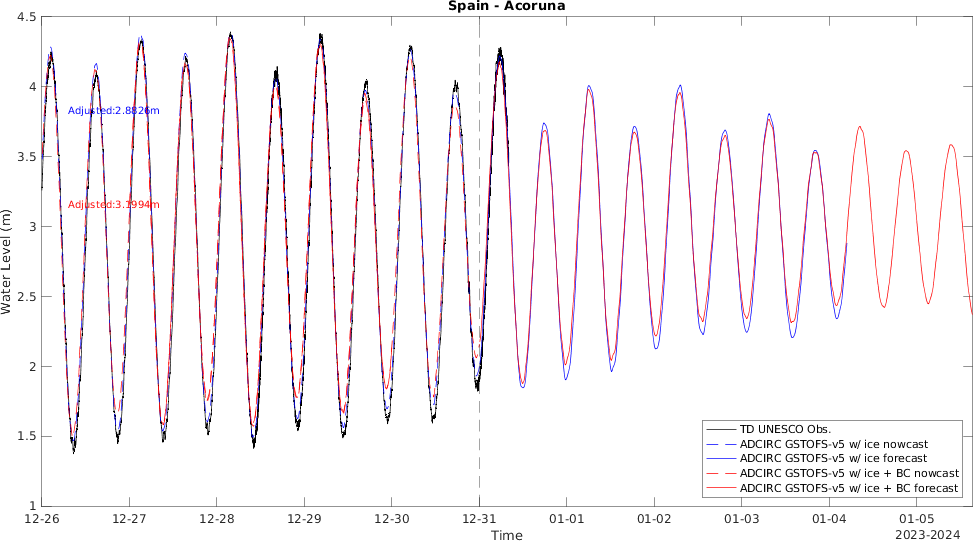 Spain - Acoruna
4.5
4
3.5
3
2.5
2
1.5
1
Water Level (m)
Adjusted:2.8826m
Adjusted:3.1994m
TD UNESCO Obs.
ADCIRC GSTOFS-v5 w/ ice nowcast
ADCIRC GSTOFS-v5 w/ ice forecast
ADCIRC GSTOFS-v5 w/ ice + BC nowcast
ADCIRC GSTOFS-v5 w/ ice + BC forecast
12-26 12-27 12-28 12-29 12-30 12-31 01-01 01-02 01-03 01-04 01-05
Time
2023-2024